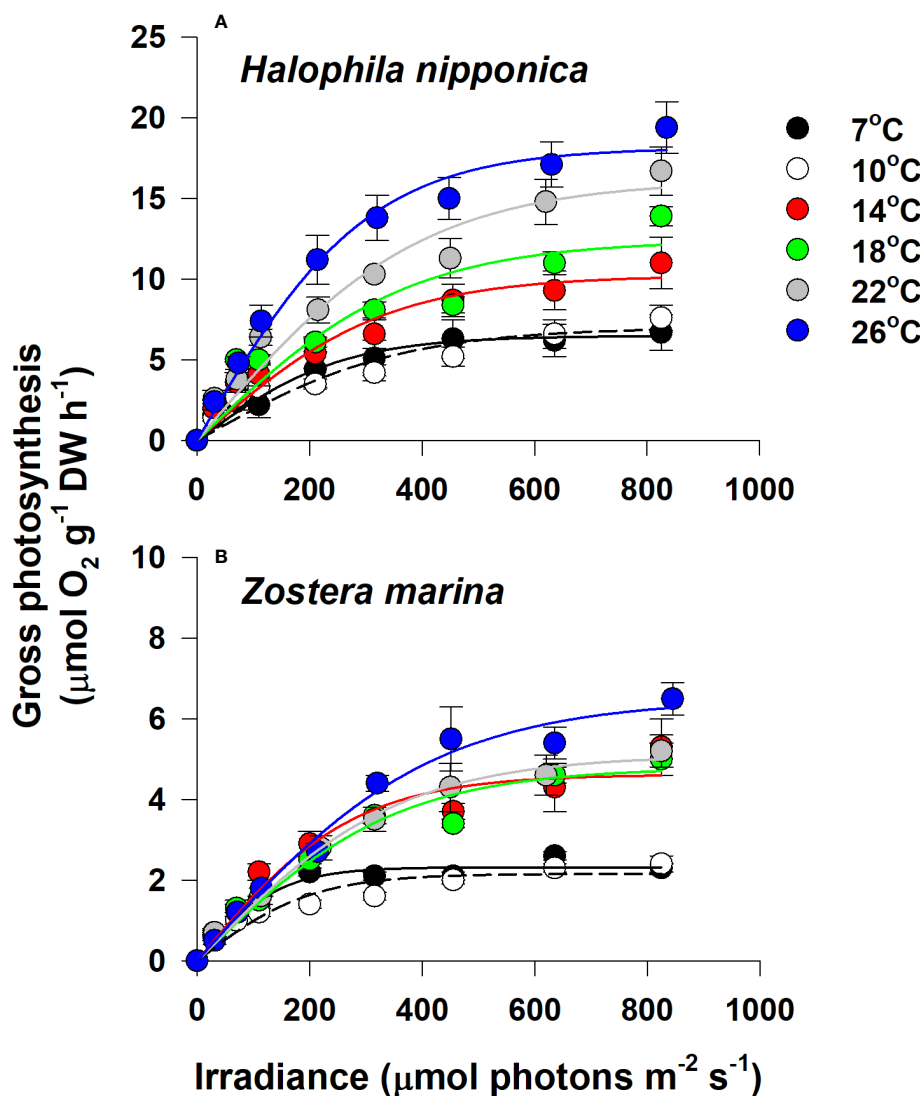 A
Halophila nipponica
25
20
15
10
5
0
0 200 400 600 800 1000
7°C
10°C
14°C
18°C
22°C
26°C
Gross photosynthesis
(μmol O₂ g⁻¹ DW h⁻¹)
B
Zostera marina
10
8
6
4
2
0
0 200 400 600 800 1000
Irradiance (μmol photons m⁻² s⁻¹)